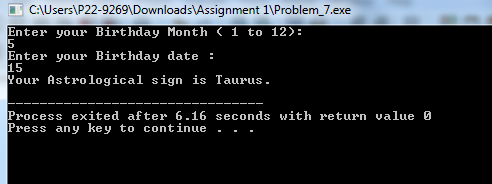 C:\Users\P22-9269\Downloads\Assignment 1\Problem_7.exe
Enter your Birthday Month ( 1 to 12):
5
Enter your Birthday date :
15
Your Astrological sign is Taurus.
--------------------------------
Process exited after 6.16 seconds with return value 0
Press any key to continue . . .